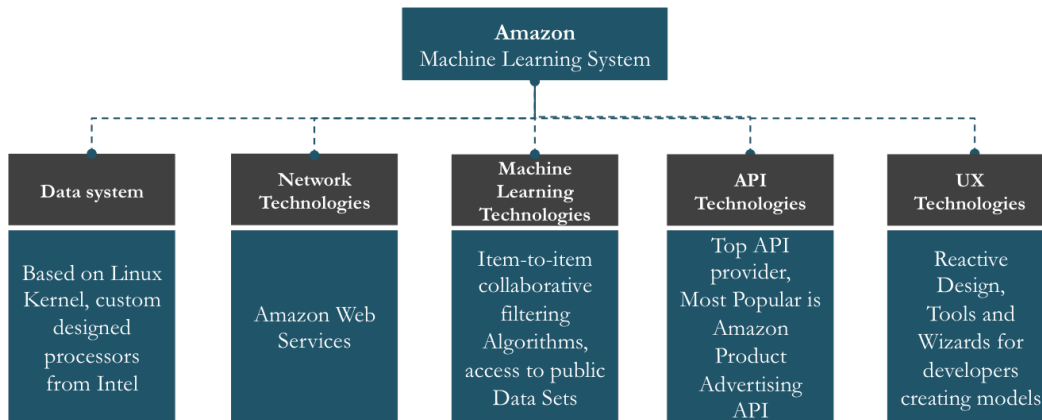 Amazon
Machine Learning System
Data system
Network
Technologies
Machine
Learning
Technologies
API
Technologies
UX
Technologies
Based on Linux
Kernel, custom
designed
processors
from Intel
Amazon Web
Services
Item-to-item
collaborative
filtering
Algorithms,
access to public
Data Sets
Top API
provider,
Most Popular is
Amazon
Product
Advertising
API
Reactive
Design,
Tools and
Wizards for
developers
creating models